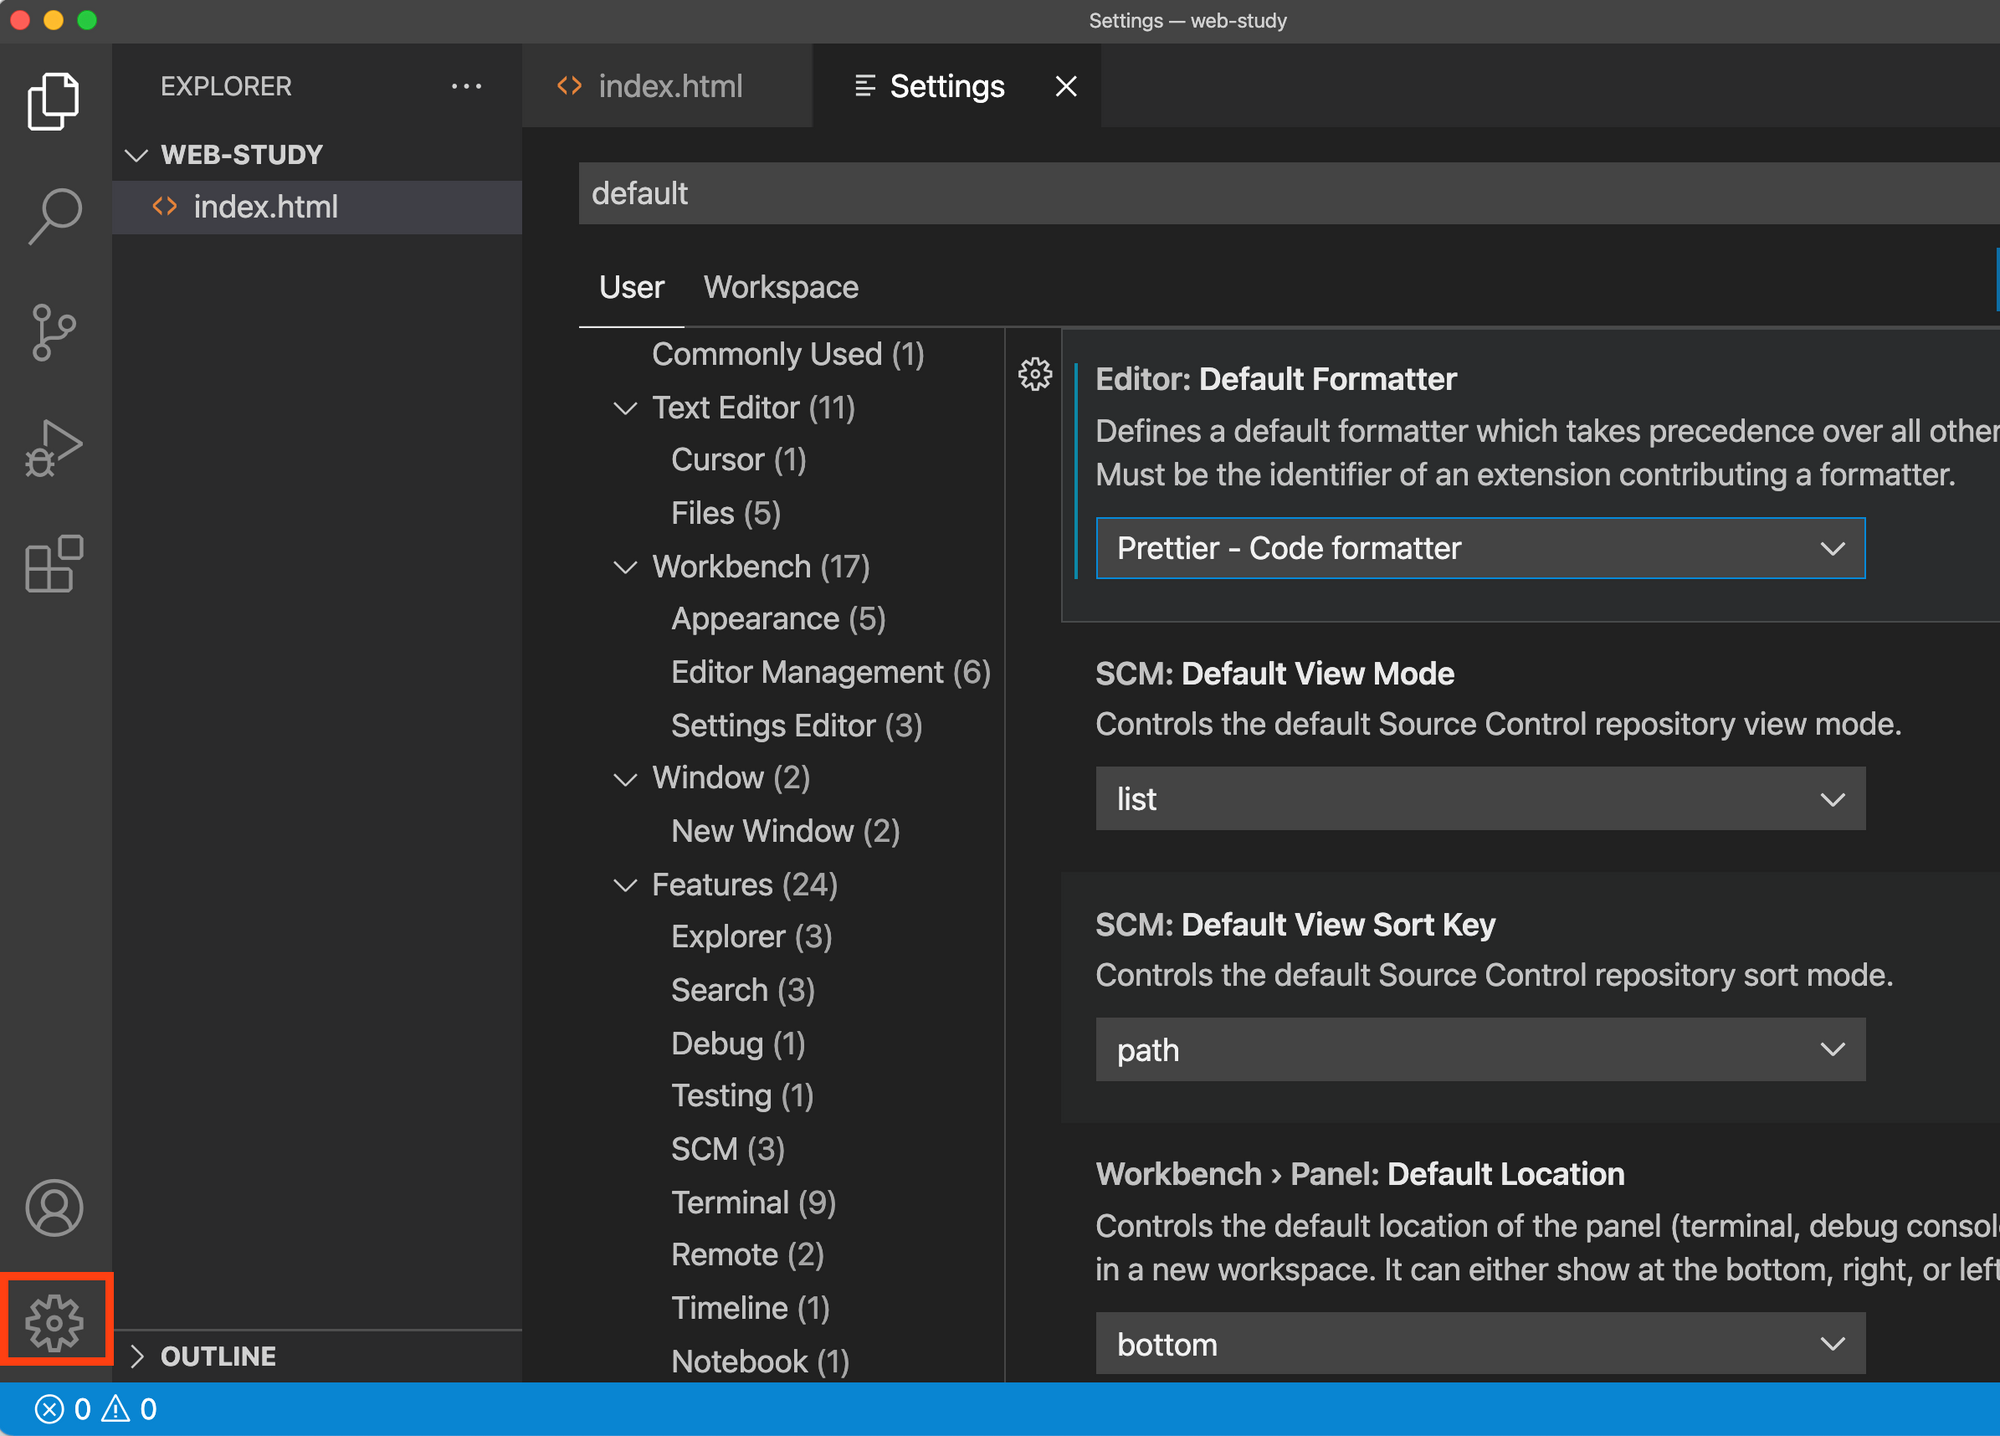 Settings — web-study
EXPLORER
WEB-STUDY
index.html
OUTLINE
index.html
Settings
default
User
Workspace
Commonly Used (1)
Text Editor (11)
Cursor (1)
Files (5)
Workbench (17)
Appearance (5)
Editor Management (6)
Settings Editor (3)
Window (2)
New Window (2)
Features (24)
Explorer (3)
Search (3)
Debug (1)
Testing (1)
SCM (3)
Terminal (9)
Remote (2)
Timeline (1)
Notebook (1)
Editor: Default Formatter
Defines a default formatter which takes precedence over all other
Must be the identifier of an extension contributing a formatter.
Prettier - Code formatter
SCM: Default View Mode
Controls the default Source Control repository view mode.
list
SCM: Default View Sort Key
Controls the default Source Control repository sort mode.
path
Workbench › Panel: Default Location
Controls the default location of the panel (terminal, debug consol
in a new workspace. It can either show at the bottom, right, or left
bottom
0 0